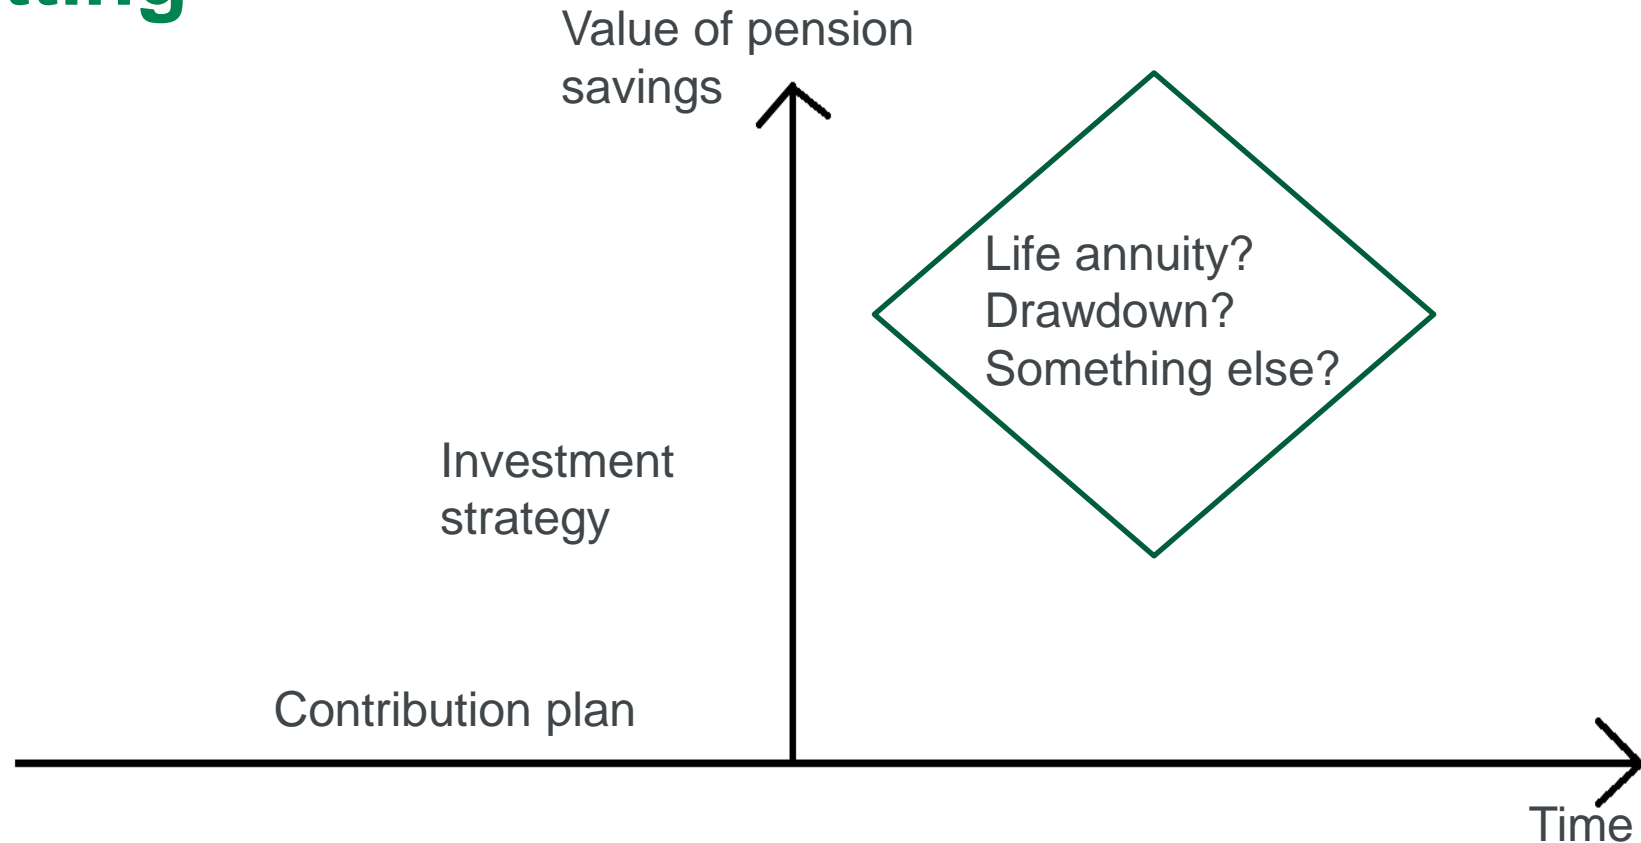 Value of pension
savings
Life annuity?
Drawdown?
Something else?
Investment
strategy
Contribution plan
Time